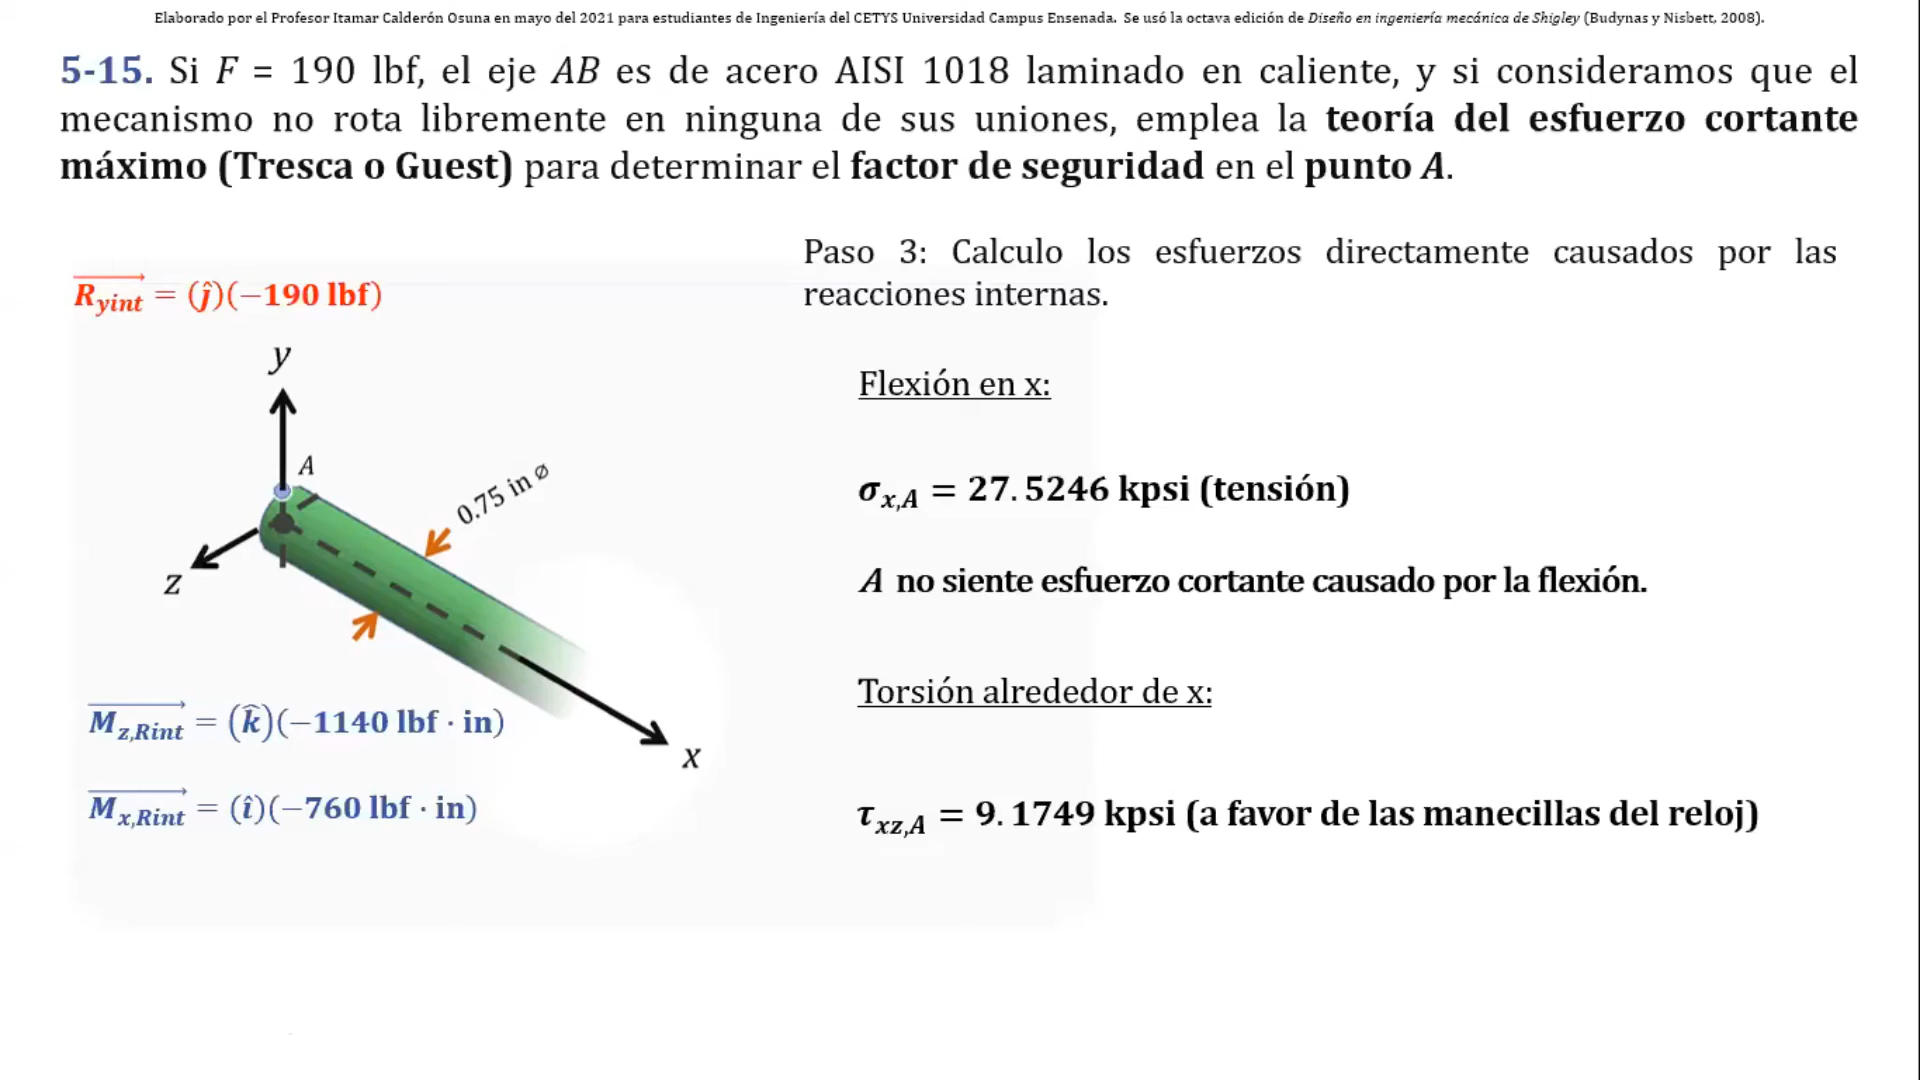 Elaborado por el Profesor Itamar Calderón Osuna en mayo del 2021 para estudiantes de Ingeniería del CETYS Universidad Campus Ensenada. Se usó la octava edición de Diseño en ingeniería mecánica de Shigley (Budynas y Nisbett, 2008).
5-15. Si F = 190 lbf, el eje AB es de acero AISI 1018 laminado en caliente, y si consideramos que el
mecanismo no rota libremente en ninguna de sus uniones, emplea la teoría del esfuerzo cortante
máximo (Tresca o Guest) para determinar el factor de seguridad en el punto A.
Paso 3: Calculo los esfuerzos directamente causados por las
reacciones internas.
R_yint = (ĵ)(−190 lbf)
y
A
0.75 in ⌀
z
x
M_z,Rint = (k̂)(−1140 lbf · in)
M_x,Rint = (î)(−760 lbf · in)
Flexión en x:
σ_x,A = 27.5246 kpsi (tensión)
A no siente esfuerzo cortante causado por la flexión.
Torsión alrededor de x:
τ_xz,A = 9.1749 kpsi (a favor de las manecillas del reloj)